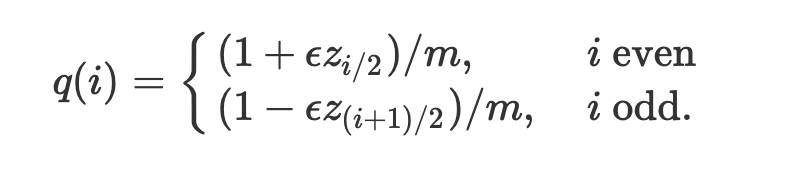 q(i) = { (1 + ϵz_{i/2})/m, i even
(1 − ϵz_{(i+1)/2})/m, i odd.